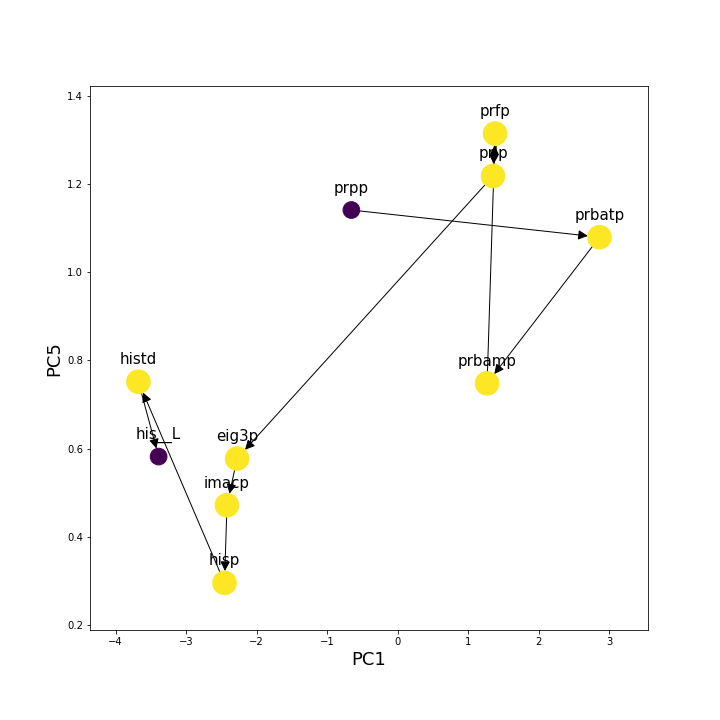 1.4
prfp
prpp
1.2
prbatp
1.0
histd
0.8
prbamp
his__L
eig3p
0.6
imacp
0.4
hisp
0.2
−4 −3 −2 −1 0 1 2 3
PC1
PC5